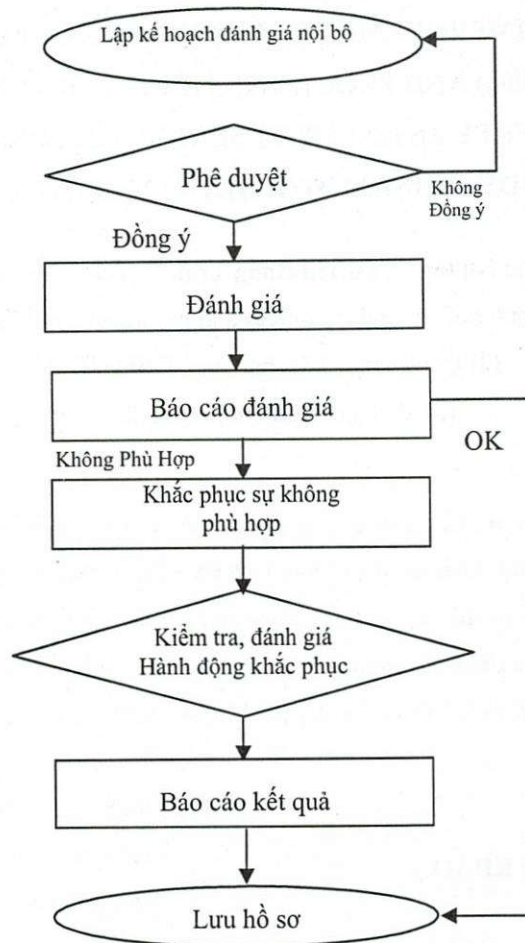 Lập kế hoạch đánh giá nội bộ
Phê duyệt
Không
Đồng ý
Đồng ý
Đánh giá
Báo cáo đánh giá
OK
Không Phù Hợp
Khắc phục sự không
phù hợp
Kiểm tra, đánh giá
Hành động khắc phục
Báo cáo kết quả
Lưu hồ sơ